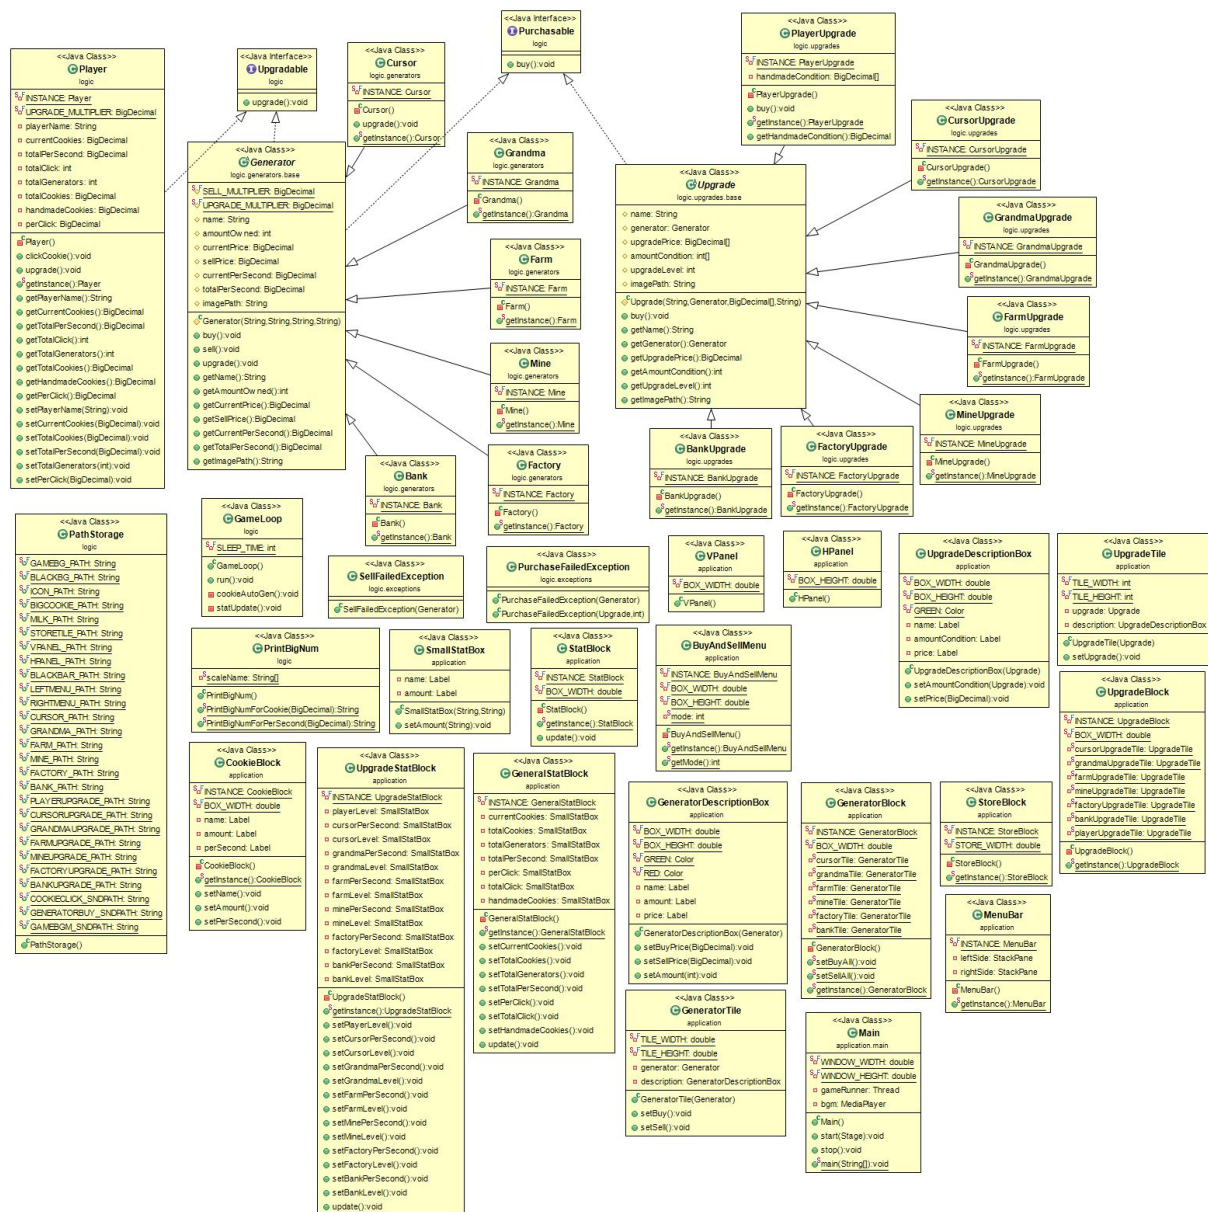 <<Java Class>>
Player
logic
INSTANCE: Player
UPGRADE_MULTIPLIER: BigDecimal
playerName: String
currentCookies: BigDecimal
totalPerSecond: BigDecimal
totalClick: int
totalGenerators: int
totalCookies: BigDecimal
handmadeCookies: BigDecimal
perClick: BigDecimal
Player()
clickCookie():void
upgrade():void
getInstance():Player
getPlayerName():String
getCurrentCookies():BigDecimal
getTotalPerSecond():BigDecimal
getTotalClick():int
getTotalGenerators():int
getTotalCookies():BigDecimal
getHandmadeCookies():BigDecimal
getPerClick():BigDecimal
setPlayerName(String):void
setCurrentCookies(BigDecimal):void
setTotalCookies(BigDecimal):void
setTotalPerSecond(BigDecimal):void
setTotalGenerators(int):void
setPerClick(BigDecimal):void
<<Java Interface>>
Upgradable
logic
upgrade():void
<<Java Class>>
Cursor
logic.generators
INSTANCE: Cursor
Cursor()
upgrade():void
getInstance():Cursor
<<Java Interface>>
Purchasable
logic
buy():void
<<Java Class>>
PlayerUpgrade
logic.upgrades
INSTANCE: PlayerUpgrade
handmadeCondition: BigDecimal[]
PlayerUpgrade()
buy():void
getInstance():PlayerUpgrade
getHandmadeCondition():BigDecimal
<<Java Class>>
Generator
logic.generators.base
SELL_MULTIPLIER: BigDecimal
UPGRADE_MULTIPLIER: BigDecimal
name: String
amountOwned: int
currentPrice: BigDecimal
sellPrice: BigDecimal
currentPerSecond: BigDecimal
totalPerSecond: BigDecimal
imagePath: String
Generator(String,String,String,String)
buy():void
sell():void
upgrade():void
getName():String
getAmountOwned():int
getCurrentPrice():BigDecimal
getSellPrice():BigDecimal
getCurrentPerSecond():BigDecimal
getTotalPerSecond():BigDecimal
getImagePath():String
<<Java Class>>
Grandma
logic.generators
INSTANCE: Grandma
Grandma()
getInstance():Grandma
<<Java Class>>
Farm
logic.generators
INSTANCE: Farm
Farm()
getInstance():Farm
<<Java Class>>
Mine
logic.generators
INSTANCE: Mine
Mine()
getInstance():Mine
<<Java Class>>
Factory
logic.generators
INSTANCE: Factory
Factory()
getInstance():Factory
<<Java Class>>
Bank
logic.generators
INSTANCE: Bank
Bank()
getInstance():Bank
<<Java Class>>
Upgrade
logic.upgrades.base
name: String
generator: Generator
upgradePrice: BigDecimal[]
amountCondition: int[]
upgradeLevel: int
imagePath: String
Upgrade(String,Generator,BigDecimal[],String)
buy():void
getName():String
getGenerator():Generator
getUpgradePrice():BigDecimal
getAmountCondition():int
getUpgradeLevel():int
getImagePath():String
<<Java Class>>
CursorUpgrade
logic.upgrades
INSTANCE: CursorUpgrade
CursorUpgrade()
getInstance():CursorUpgrade
<<Java Class>>
GrandmaUpgrade
logic.upgrades
INSTANCE: GrandmaUpgrade
GrandmaUpgrade()
getInstance():GrandmaUpgrade
<<Java Class>>
FarmUpgrade
logic.upgrades
INSTANCE: FarmUpgrade
FarmUpgrade()
getInstance():FarmUpgrade
<<Java Class>>
MineUpgrade
logic.upgrades
INSTANCE: MineUpgrade
MineUpgrade()
getInstance():MineUpgrade
<<Java Class>>
BankUpgrade
logic.upgrades
INSTANCE: BankUpgrade
BankUpgrade()
getInstance():BankUpgrade
<<Java Class>>
FactoryUpgrade
logic.upgrades
INSTANCE: FactoryUpgrade
FactoryUpgrade()
getInstance():FactoryUpgrade
<<Java Class>>
PathStorage
logic
GAMEBG_PATH: String
BLACKBG_PATH: String
ICON_PATH: String
BIGCOOKIE_PATH: String
MILK_PATH: String
STORETILE_PATH: String
VPANEL_PATH: String
HPANEL_PATH: String
BLACKBAR_PATH: String
LEFTMENU_PATH: String
RIGHTMENU_PATH: String
CURSOR_PATH: String
GRANDMA_PATH: String
FARM_PATH: String
MINE_PATH: String
FACTORY_PATH: String
BANK_PATH: String
PLAYERUPGRADE_PATH: String
CURSORUPGRADE_PATH: String
GRANDMAUPGRADE_PATH: String
FARMUPGRADE_PATH: String
MINEUPGRADE_PATH: String
FACTORYUPGRADE_PATH: String
BANKUPGRADE_PATH: String
COOKIECLICK_SNDPATH: String
GENERATORBUY_SNDPATH: String
GAMEBGM_SNDPATH: String
PathStorage()
<<Java Class>>
GameLoop
logic
SLEEP_TIME: int
GameLoop()
run():void
cookieAutoGen():void
statUpdate():void
<<Java Class>>
SellFailedException
logic.exceptions
SellFailedException(Generator)
<<Java Class>>
PurchaseFailedException
logic.exceptions
PurchaseFailedException(Generator)
PurchaseFailedException(Upgrade,int)
<<Java Class>>
VPanel
application
BOX_WIDTH: double
VPanel()
<<Java Class>>
HPanel
application
BOX_HEIGHT: double
HPanel()
<<Java Class>>
UpgradeDescriptionBox
application
BOX_WIDTH: double
BOX_HEIGHT: double
GREEN: Color
name: Label
amountCondition: Label
price: Label
UpgradeDescriptionBox(Upgrade)
setAmountCondition(Upgrade):void
setPrice(BigDecimal):void
<<Java Class>>
UpgradeTile
application
TILE_WIDTH: int
TILE_HEIGHT: int
upgrade: Upgrade
description: UpgradeDescriptionBox
UpgradeTile(Upgrade)
setUpgrade():void
<<Java Class>>
PrintBigNum
logic
scaleName: String[]
PrintBigNum()
PrintBigNumForCookie(BigDecimal):String
PrintBigNumForPerSecond(BigDecimal):String
<<Java Class>>
SmallStatBox
application
name: Label
amount: Label
SmallStatBox(String,String)
setAmount(String):void
<<Java Class>>
StatBlock
application
INSTANCE: StatBlock
BOX_WIDTH: double
StatBlock()
getInstance():StatBlock
update():void
<<Java Class>>
BuyAndSellMenu
application
INSTANCE: BuyAndSellMenu
BOX_WIDTH: double
BOX_HEIGHT: double
mode: int
BuyAndSellMenu()
getInstance():BuyAndSellMenu
getMode():int
<<Java Class>>
UpgradeBlock
application
INSTANCE: UpgradeBlock
BOX_WIDTH: double
cursorUpgradeTile: UpgradeTile
grandmaUpgradeTile: UpgradeTile
farmUpgradeTile: UpgradeTile
mineUpgradeTile: UpgradeTile
factoryUpgradeTile: UpgradeTile
bankUpgradeTile: UpgradeTile
playerUpgradeTile: UpgradeTile
UpgradeBlock()
getInstance():UpgradeBlock
<<Java Class>>
CookieBlock
application
INSTANCE: CookieBlock
BOX_WIDTH: double
name: Label
amount: Label
perSecond: Label
CookieBlock()
getInstance():CookieBlock
setName():void
setAmount():void
setPerSecond():void
<<Java Class>>
UpgradeStatBlock
application
INSTANCE: UpgradeStatBlock
playerLevel: SmallStatBox
cursorPerSecond: SmallStatBox
cursorLevel: SmallStatBox
grandmaPerSecond: SmallStatBox
grandmaLevel: SmallStatBox
farmPerSecond: SmallStatBox
farmLevel: SmallStatBox
minePerSecond: SmallStatBox
mineLevel: SmallStatBox
factoryPerSecond: SmallStatBox
factoryLevel: SmallStatBox
bankPerSecond: SmallStatBox
bankLevel: SmallStatBox
UpgradeStatBlock()
getInstance():UpgradeStatBlock
setPlayerLevel():void
setCursorPerSecond():void
setCursorLevel():void
setGrandmaPerSecond():void
setGrandmaLevel():void
setFarmPerSecond():void
setFarmLevel():void
setMinePerSecond():void
setMineLevel():void
setFactoryPerSecond():void
setFactoryLevel():void
setBankPerSecond():void
setBankLevel():void
update():void
<<Java Class>>
GeneralStatBlock
application
INSTANCE: GeneralStatBlock
currentCookies: SmallStatBox
totalCookies: SmallStatBox
totalGenerators: SmallStatBox
totalPerSecond: SmallStatBox
perClick: SmallStatBox
totalClick: SmallStatBox
handmadeCookies: SmallStatBox
GeneralStatBlock()
getInstance():GeneralStatBlock
setCurrentCookies():void
setTotalCookies():void
setTotalGenerators():void
setTotalPerSecond():void
setPerClick():void
setTotalClick():void
setHandmadeCookies():void
update():void
<<Java Class>>
GeneratorDescriptionBox
application
BOX_WIDTH: double
BOX_HEIGHT: double
GREEN: Color
RED: Color
name: Label
amount: Label
price: Label
GeneratorDescriptionBox(Generator)
setBuyPrice(BigDecimal):void
setSellPrice(BigDecimal):void
setAmount(int):void
<<Java Class>>
GeneratorBlock
application
INSTANCE: GeneratorBlock
BOX_WIDTH: double
cursorTile: GeneratorTile
grandmaTile: GeneratorTile
farmTile: GeneratorTile
mineTile: GeneratorTile
factoryTile: GeneratorTile
bankTile: GeneratorTile
GeneratorBlock()
setBuyAll():void
setSellAll():void
getInstance():GeneratorBlock
<<Java Class>>
StoreBlock
application
INSTANCE: StoreBlock
STORE_WIDTH: double
StoreBlock()
getInstance():StoreBlock
<<Java Class>>
MenuBar
application
INSTANCE: MenuBar
leftSide: StackPane
rightSide: StackPane
MenuBar()
getInstance():MenuBar
<<Java Class>>
GeneratorTile
application
TILE_WIDTH: double
TILE_HEIGHT: double
generator: Generator
description: GeneratorDescriptionBox
GeneratorTile(Generator)
setBuy():void
setSell():void
<<Java Class>>
Main
application.main
WINDOW_WIDTH: double
WINDOW_HEIGHT: double
gameRunner: Thread
bgm: MediaPlayer
Main()
start(Stage):void
stop():void
main(String[]):void